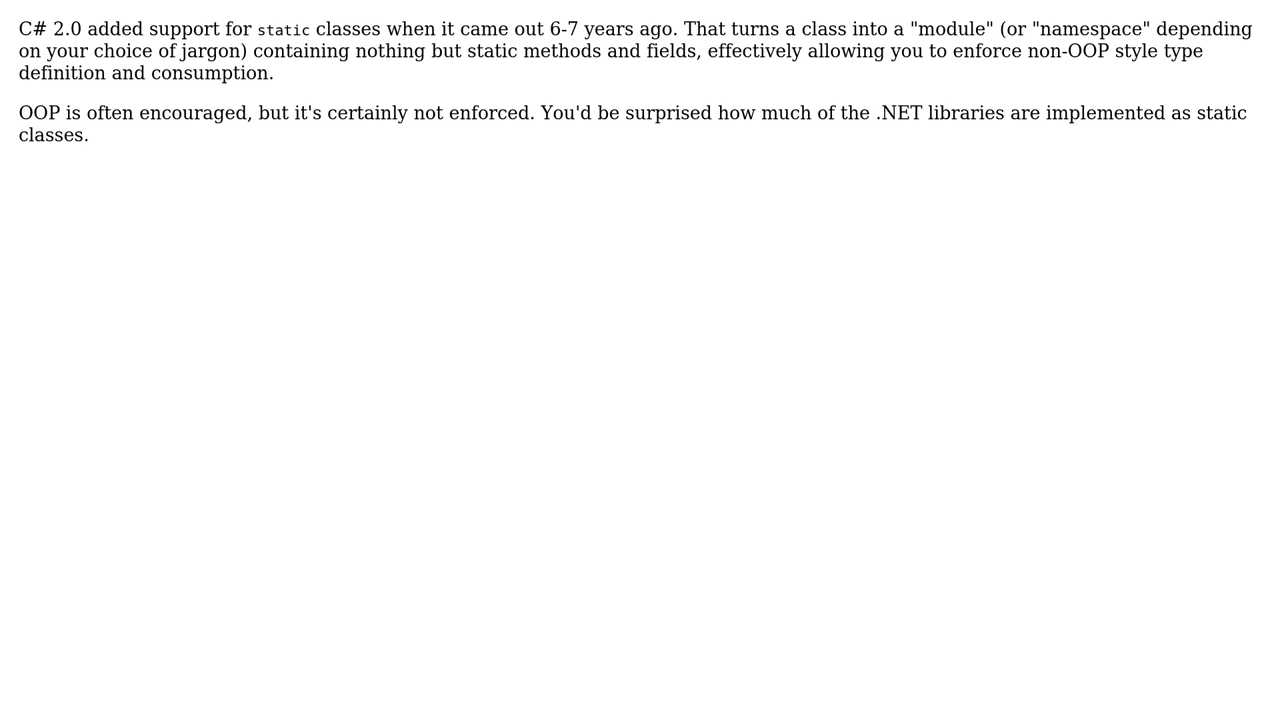 C# 2.0 added support for static classes when it came out 6-7 years ago. That turns a class into a "module" (or "namespace" depending
on your choice of jargon) containing nothing but static methods and fields, effectively allowing you to enforce non-OOP style type
definition and consumption.
OOP is often encouraged, but it's certainly not enforced. You'd be surprised how much of the .NET libraries are implemented as static
classes.